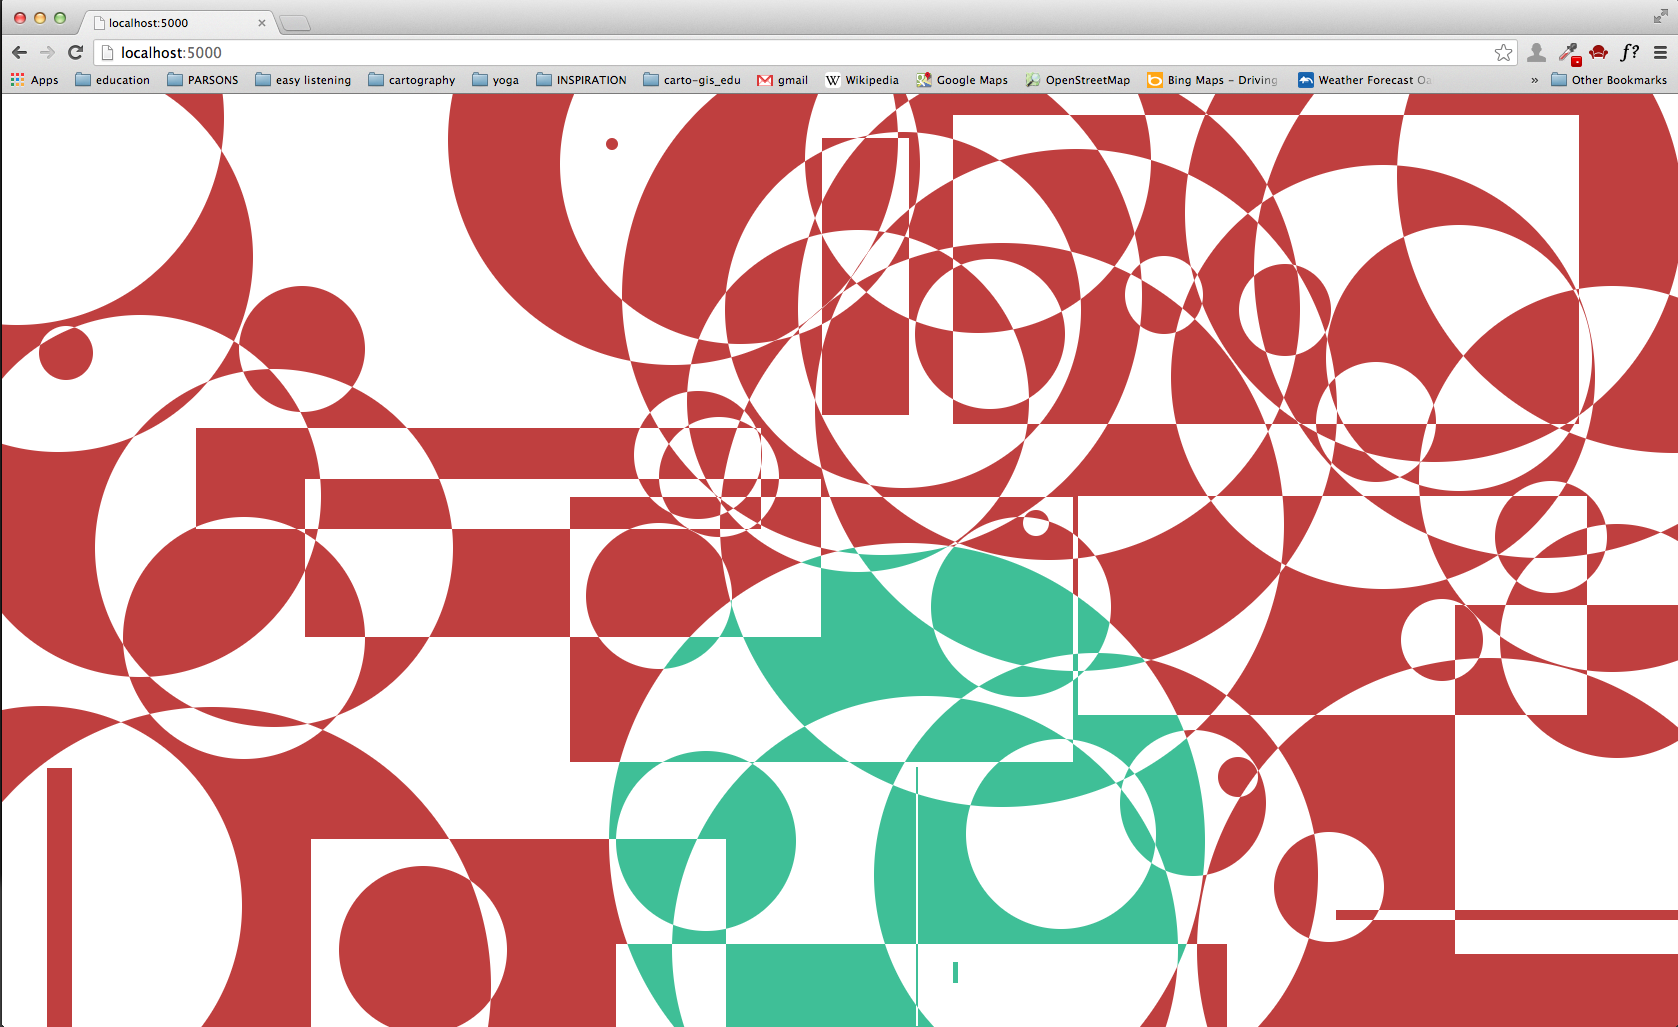 localhost:5000
localhost:5000 f?
Apps education PARSONS easy listening cartography yoga INSPIRATION carto-gis_edu gmail W Wikipedia Google Maps OpenStreetMap b Bing Maps – Driving Weather Forecast Oa » Other Bookmarks